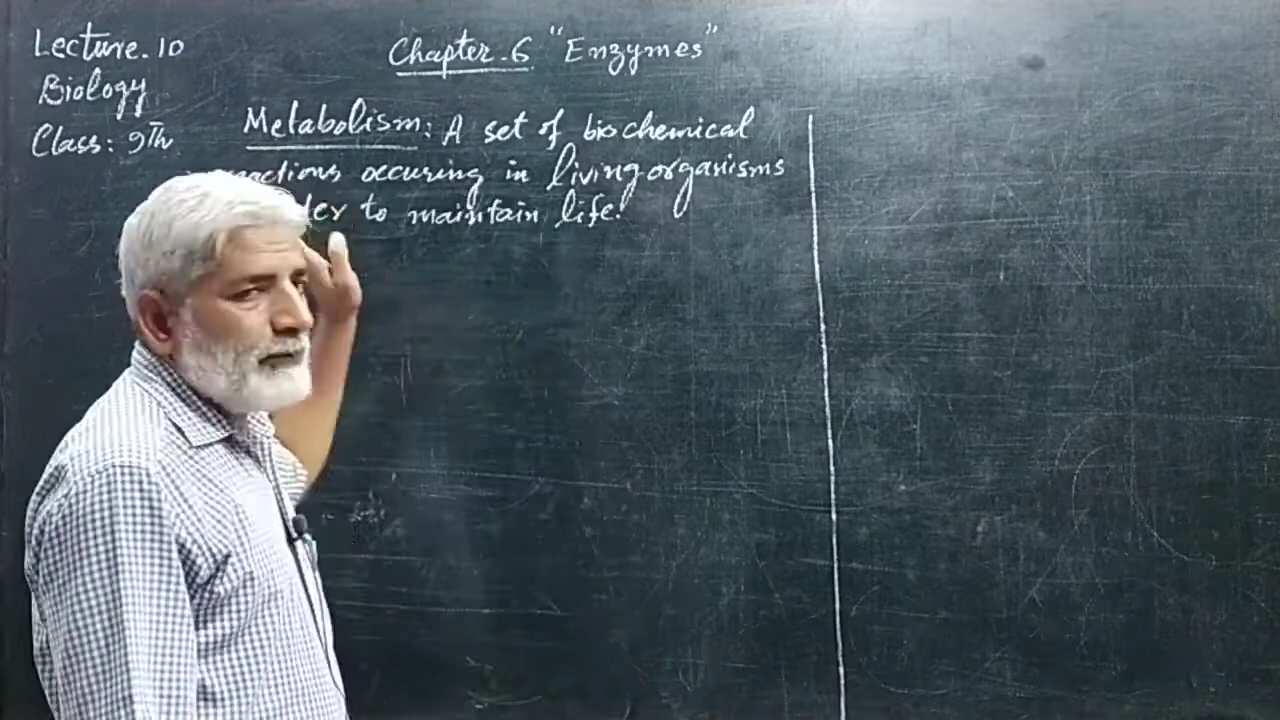 Lecture.10
Biology
Class: 9Th
Chapter.6 "Enzymes"
Metabolism: A set of biochemical
occuring in living organisms
to maintain life.